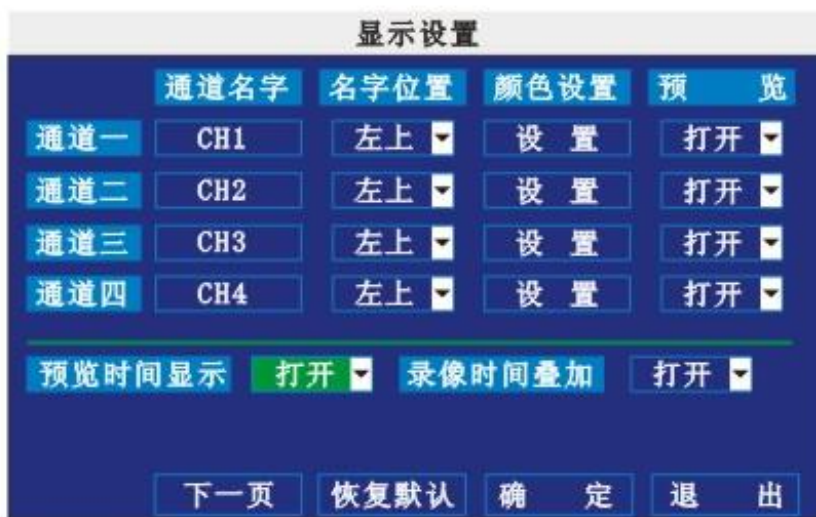 显示设置
通道名字 名字位置 颜色设置 预 览
通道一 CH1 左上 设 置 打开
通道二 CH2 左上 设 置 打开
通道三 CH3 左上 设 置 打开
通道四 CH4 左上 设 置 打开
预览时间显示 打开 录像时间叠加 打开
下一页 恢复默认 确 定 退 出